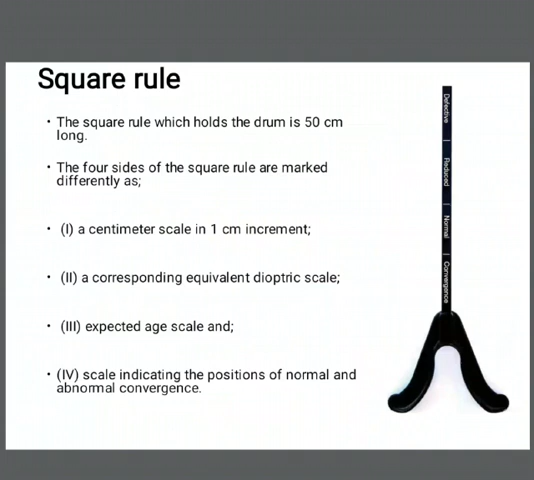 Square rule
• The square rule which holds the drum is 50 cm
long.
• The four sides of the square rule are marked
differently as;
• (I) a centimeter scale in 1 cm increment;
• (II) a corresponding equivalent dioptric scale;
• (III) expected age scale and;
• (IV) scale indicating the positions of normal and
abnormal convergence.
Defective | Reduced | Normal | Convergence